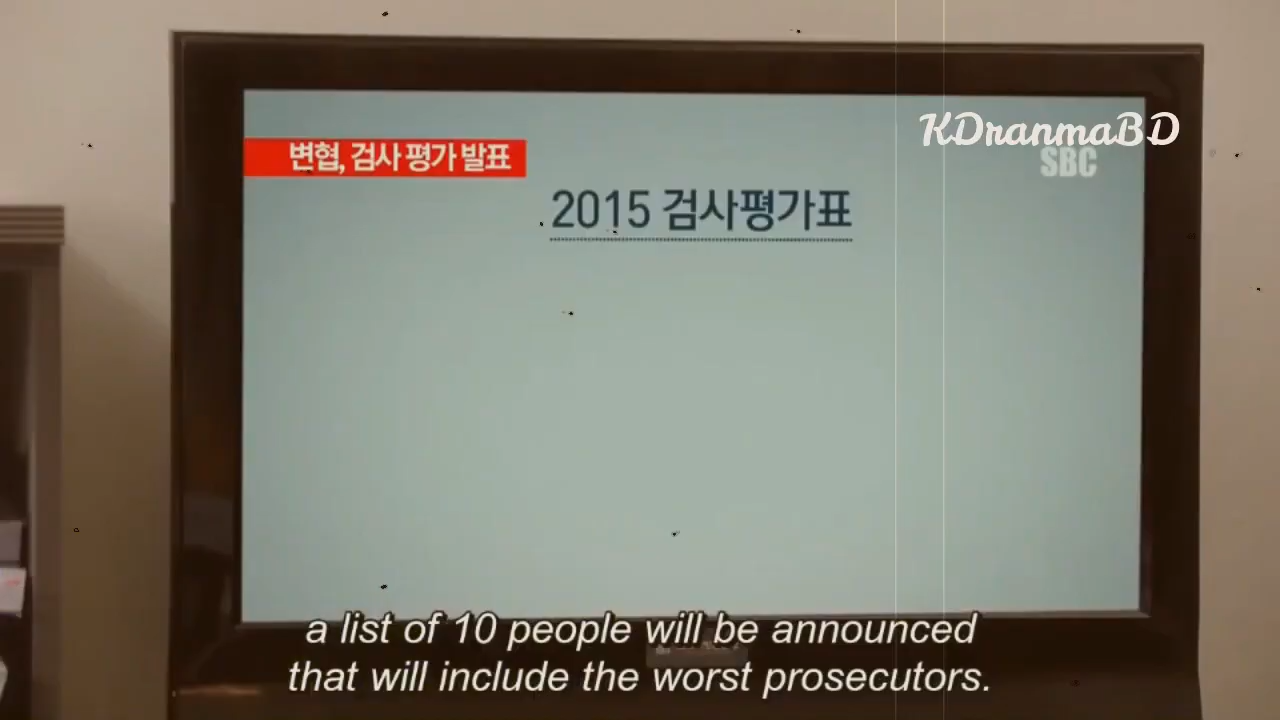 KDranmaBD
SBC
변협, 검사 평가 발표
2015 검사평가표
a list of 10 people will be announced
that will include the worst prosecutors.